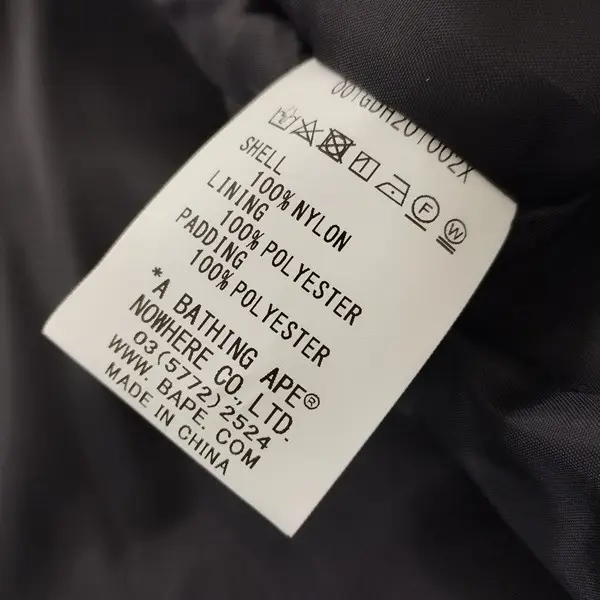 001GDH201002X
SHELL
100% NYLON
LINING
100% POLYESTER
PADDING
100% POLYESTER
*A BATHING APE®
NOWHERE CO., LTD.
03(5772)2524
WWW. BAPE. COM
MADE IN CHINA
F W